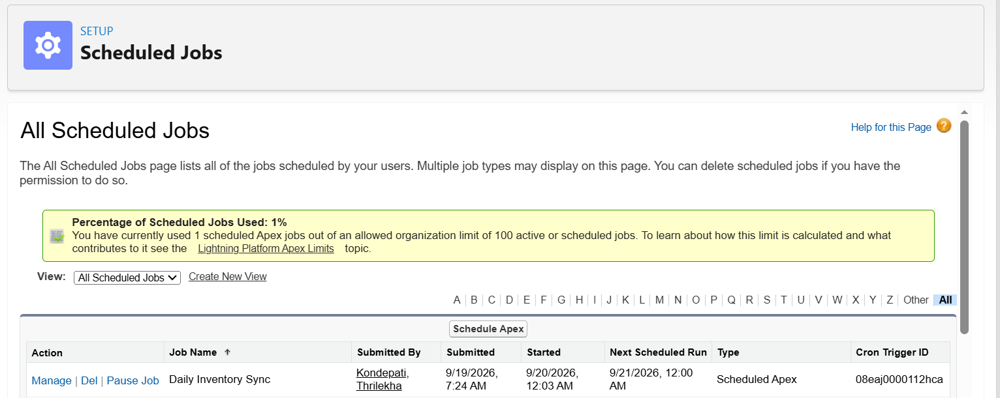 SETUP
Scheduled Jobs
All Scheduled Jobs
Help for this Page ?
The All Scheduled Jobs page lists all of the jobs scheduled by your users. Multiple job types may display on this page. You can delete scheduled jobs if you have the
permission to do so.
Percentage of Scheduled Jobs Used: 1%
You have currently used 1 scheduled Apex jobs out of an allowed organization limit of 100 active or scheduled jobs. To learn about how this limit is calculated and what
contributes to it see the Lightning Platform Apex Limits topic.
View: All Scheduled Jobs Create New View
A | B | C | D | E | F | G | H | I | J | K | L | M | N | O | P | Q | R | S | T | U | V | W | X | Y | Z | Other | All
Schedule Apex
Action Job Name ↑ Submitted By Submitted Started Next Scheduled Run Type Cron Trigger ID
Manage | Del | Pause Job Daily Inventory Sync Kondepati, Thrilekha 9/19/2026, 7:24 AM 9/20/2026, 12:03 AM 9/21/2026, 12:00 AM Scheduled Apex 08eaj0000112hca